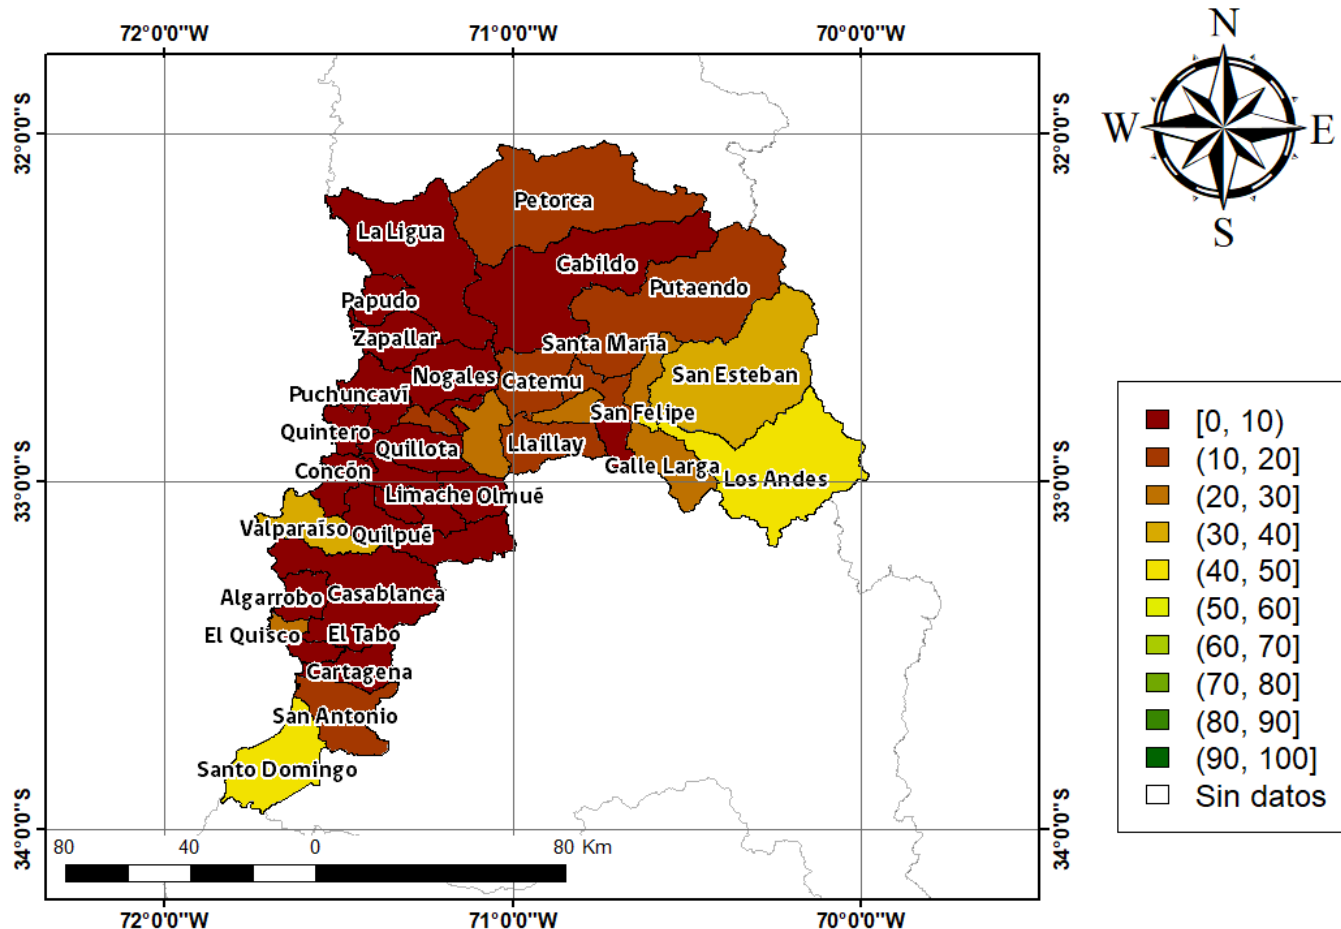 72°0'0"W 71°0'0"W 70°0'0"W
N
W E
S
32°0'0"S 32°0'0"S
Petorca
La Ligua
Cabildo
Putaendo
Papudo
Zapallar Santa María
Nogales Catemu San Esteban
Puchuncaví
San Felipe
Quintero
Quillota Llaillay
Concón Calle Larga
Los Andes
33°0'0"S 33°0'0"S
Limache Olmué
Valparaíso Quilpué
Algarrobo Casablanca
El Quisco El Tabo
Cartagena
San Antonio
Santo Domingo
34°0'0"S 34°0'0"S
80 40 0 80 Km
72°0'0"W 71°0'0"W 70°0'0"W
[0, 10)
(10, 20]
(20, 30]
(30, 40]
(40, 50]
(50, 60]
(60, 70]
(70, 80]
(80, 90]
(90, 100]
Sin datos